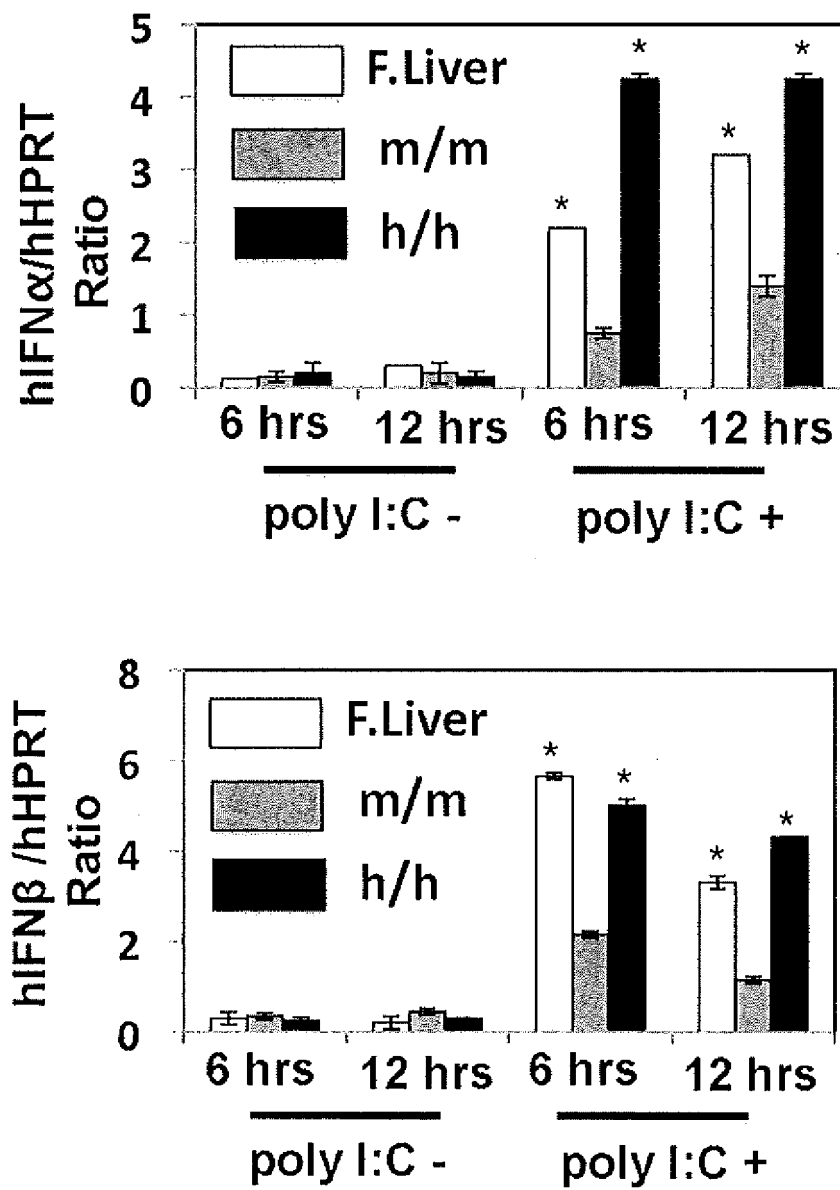 hIFNα/hHPRT
Ratio
5
4
3
2
1
0
F.Liver
m/m
h/h
*
*
*
*
6 hrs
12 hrs
6 hrs
12 hrs
poly I:C -
poly I:C +
hIFNβ /hHPRT
Ratio
8
6
4
2
0
F.Liver
m/m
h/h
*
*
*
*
6 hrs
12 hrs
6 hrs
12 hrs
poly I:C -
poly I:C +